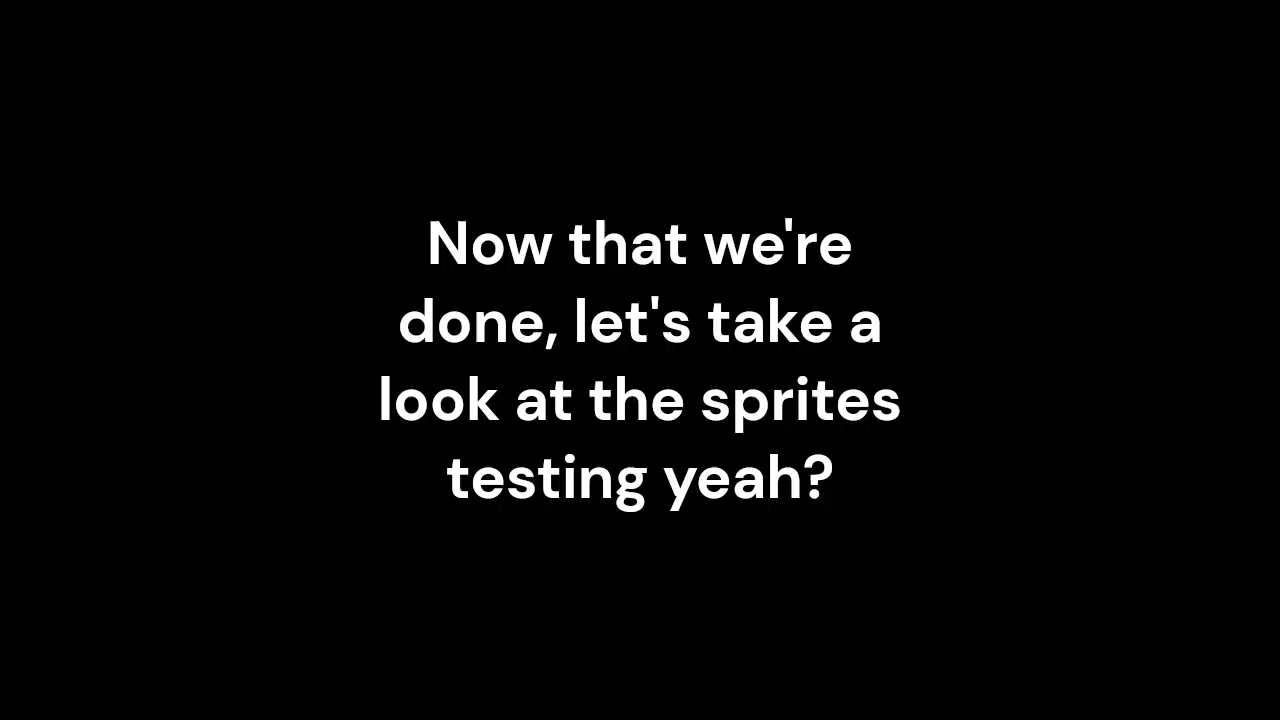 Now that we're
done, let's take a
look at the sprites
testing yeah?